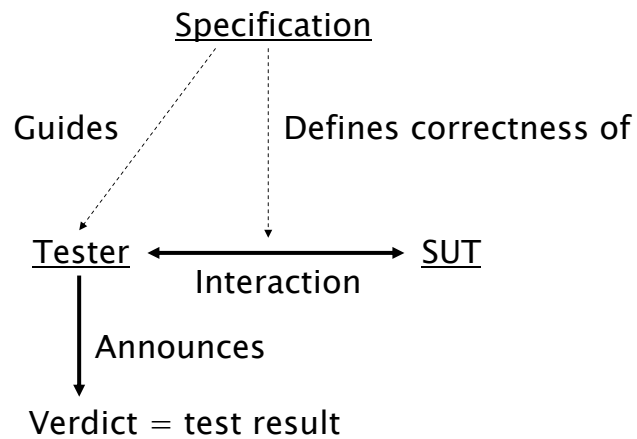 Specification
Guides
Defines correctness of
Tester
SUT
Interaction
Announces
Verdict = test result